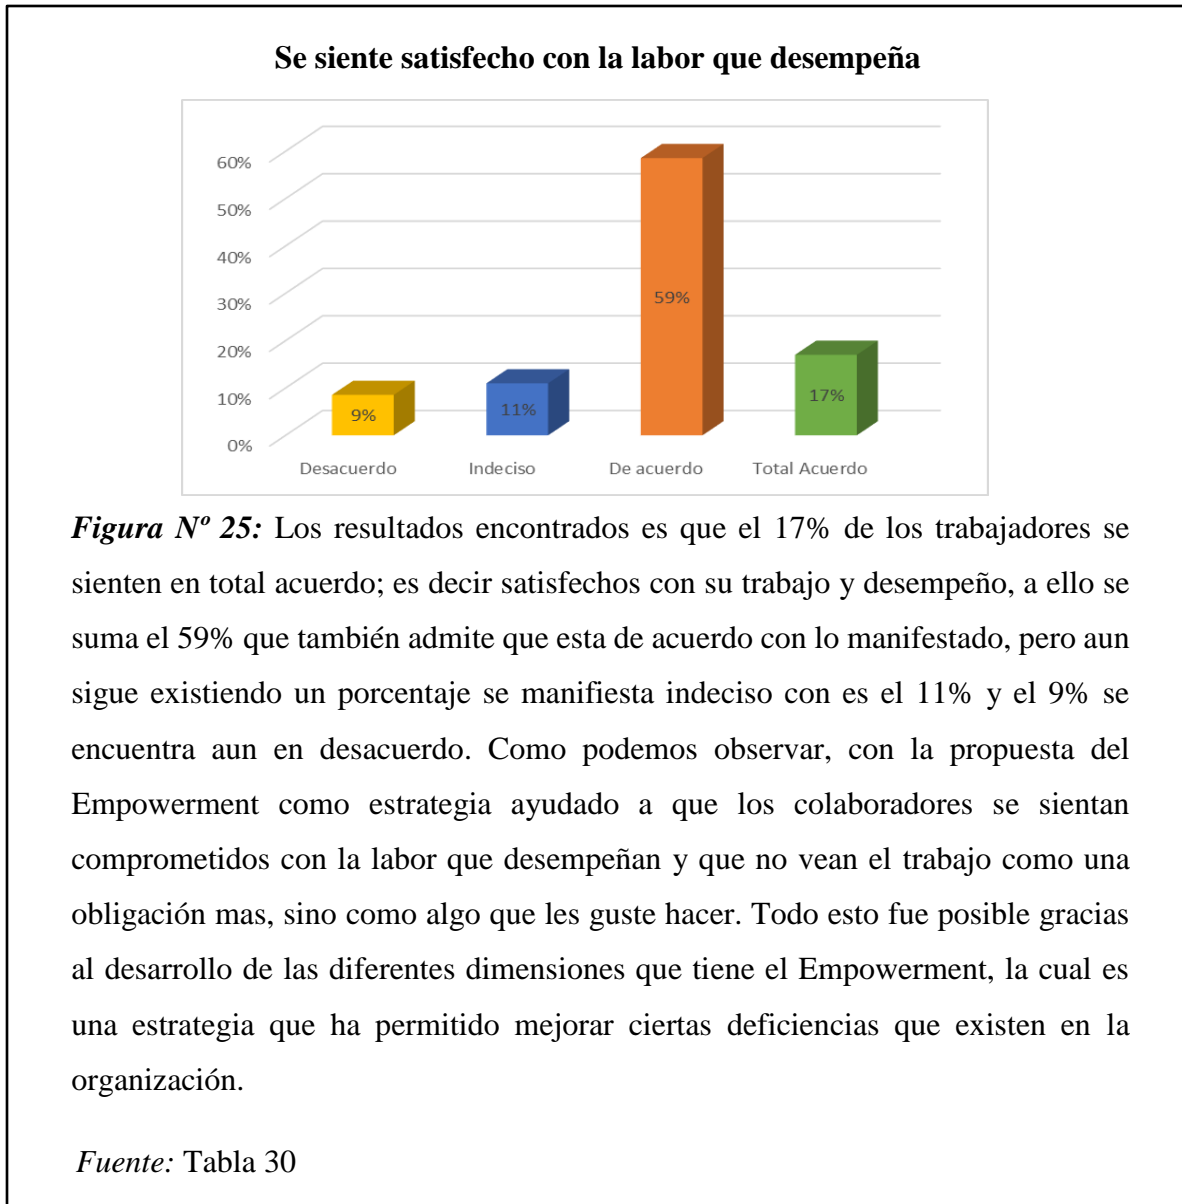 Se siente satisfecho con la labor que desempeña
60%
50%
40%
30%
20%
10%
0%
9%
11%
59%
17%
Desacuerdo
Indeciso
De acuerdo
Total Acuerdo
Figura Nº 25: Los resultados encontrados es que el 17% de los trabajadores se
sienten en total acuerdo; es decir satisfechos con su trabajo y desempeño, a ello se
suma el 59% que también admite que esta de acuerdo con lo manifestado, pero aun
sigue existiendo un porcentaje se manifiesta indeciso con es el 11% y el 9% se
encuentra aun en desacuerdo. Como podemos observar, con la propuesta del
Empowerment como estrategia ayudado a que los colaboradores se sientan
comprometidos con la labor que desempeñan y que no vean el trabajo como una
obligación mas, sino como algo que les guste hacer. Todo esto fue posible gracias
al desarrollo de las diferentes dimensiones que tiene el Empowerment, la cual es
una estrategia que ha permitido mejorar ciertas deficiencias que existen en la
organización.
Fuente: Tabla 30